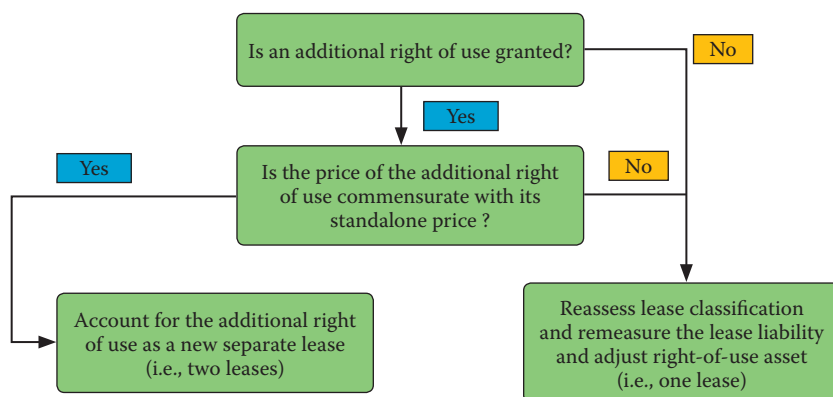 Is an additional right of use granted?
No
Yes
Yes
Is the price of the additional right
of use commensurate with its
standalone price ?
No
Account for the additional right
of use as a new separate lease
(i.e., two leases)
Reassess lease classification
and remeasure the lease liability
and adjust right-of-use asset
(i.e., one lease)